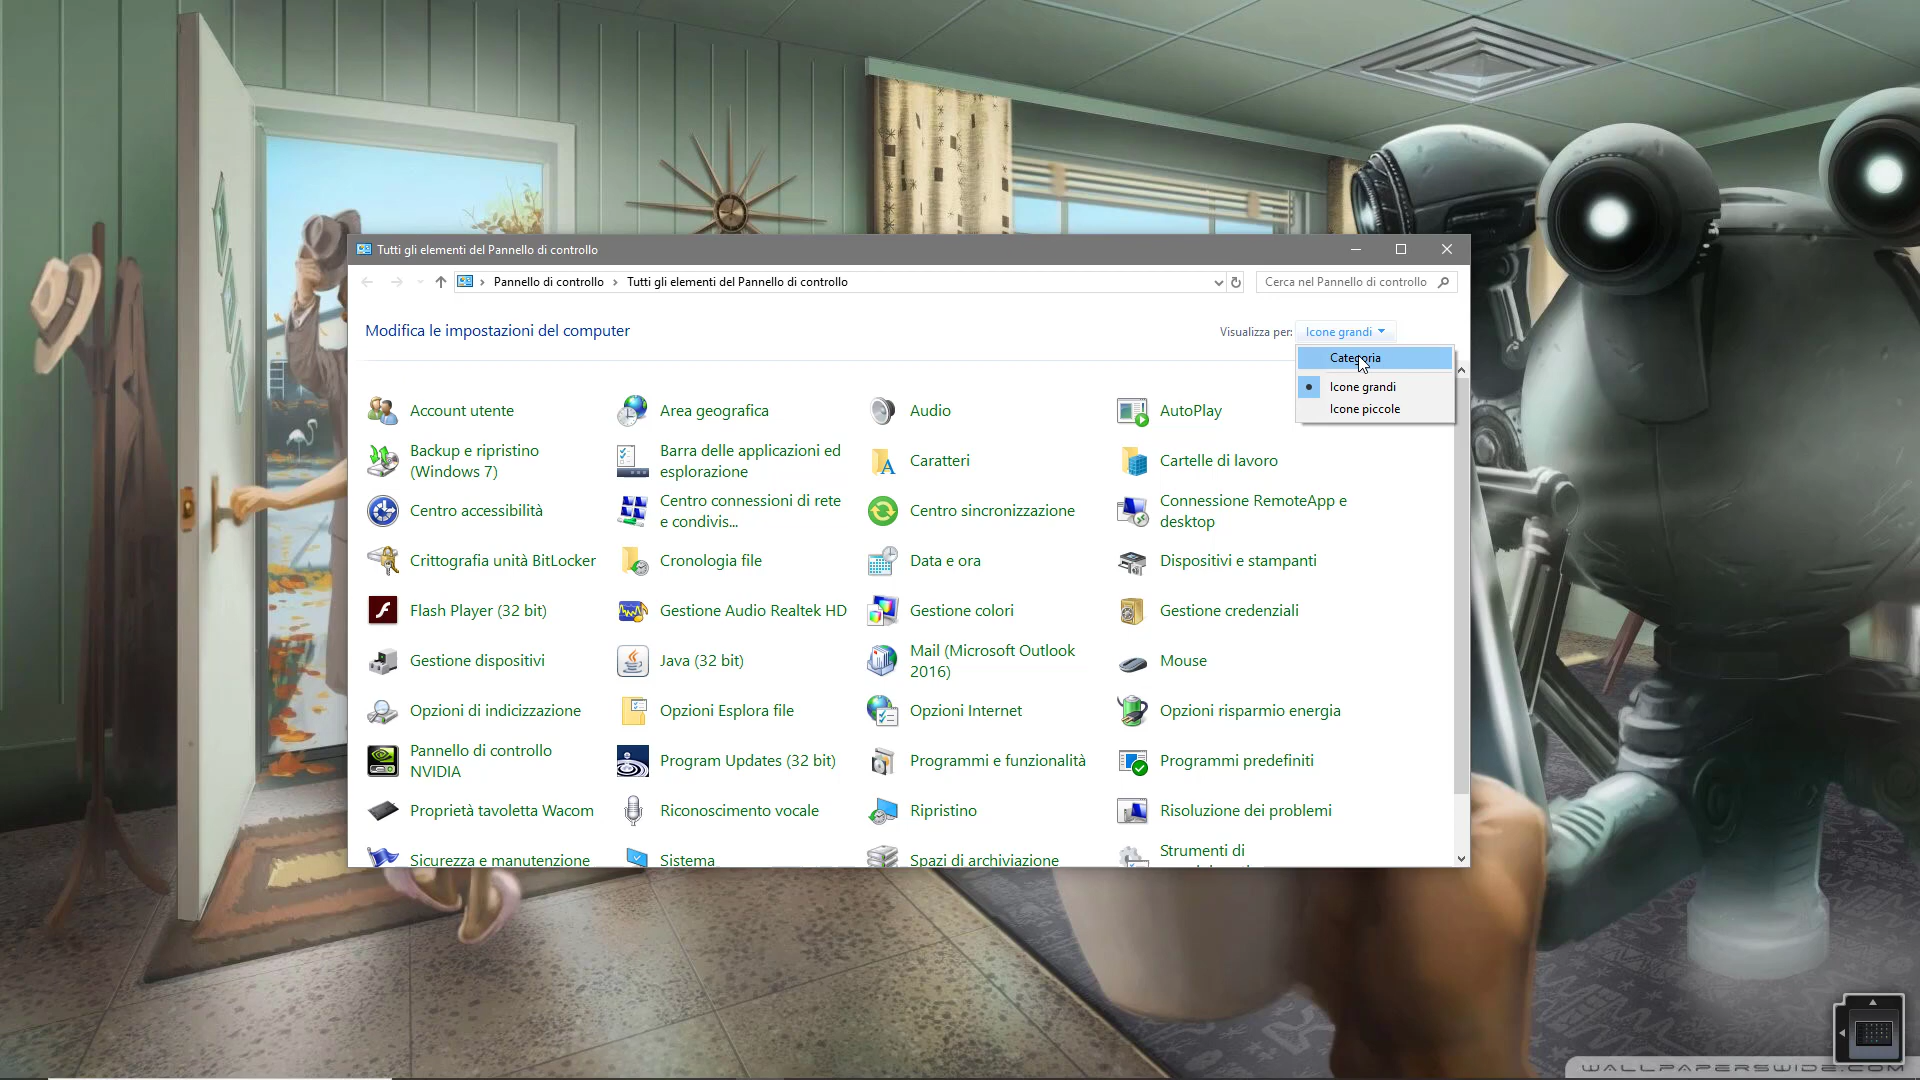 Tutti gli elementi del Pannello di controllo
Pannello di controllo
Tutti gli elementi del Pannello di controllo
Cerca nel Pannello di controllo
Modifica le impostazioni del computer
Visualizza per:
Icone grandi
Categoria
Icone grandi
Icone piccole
Account utente
Area geografica
Audio
AutoPlay
Backup e ripristino
(Windows 7)
Barra delle applicazioni ed
esplorazione
Caratteri
Cartelle di lavoro
Centro accessibilità
Centro connessioni di rete
e condivis...
Centro sincronizzazione
Connessione RemoteApp e
desktop
Crittografia unità BitLocker
Cronologia file
Data e ora
Dispositivi e stampanti
Flash Player (32 bit)
Gestione Audio Realtek HD
Gestione colori
Gestione credenziali
Gestione dispositivi
Java (32 bit)
Mail (Microsoft Outlook
2016)
Mouse
Opzioni di indicizzazione
Opzioni Esplora file
Opzioni Internet
Opzioni risparmio energia
Pannello di controllo
NVIDIA
Program Updates (32 bit)
Programmi e funzionalità
Programmi predefiniti
Proprietà tavoletta Wacom
Riconoscimento vocale
Ripristino
Risoluzione dei problemi
Sicurezza e manutenzione
Sistema
Spazi di archiviazione
Strumenti di
WALLPAPERSWIDE.COM